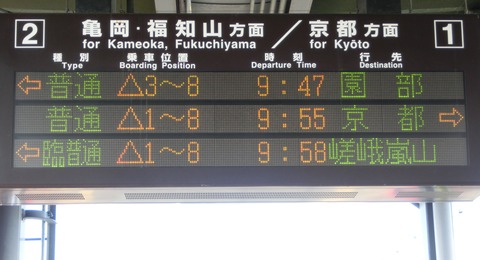 2 亀岡・福知山方面 ／ 京都方面 1
for Kameoka, Fukuchiyama for Kyōto
種別 乗車位置 時刻 行先
Type Boarding Position Departure Time Destination
← 普通 △3～8 9:47 園部
普通 △1～8 9:55 京都 →
← 臨普通 △1～8 9:58 嵯峨嵐山